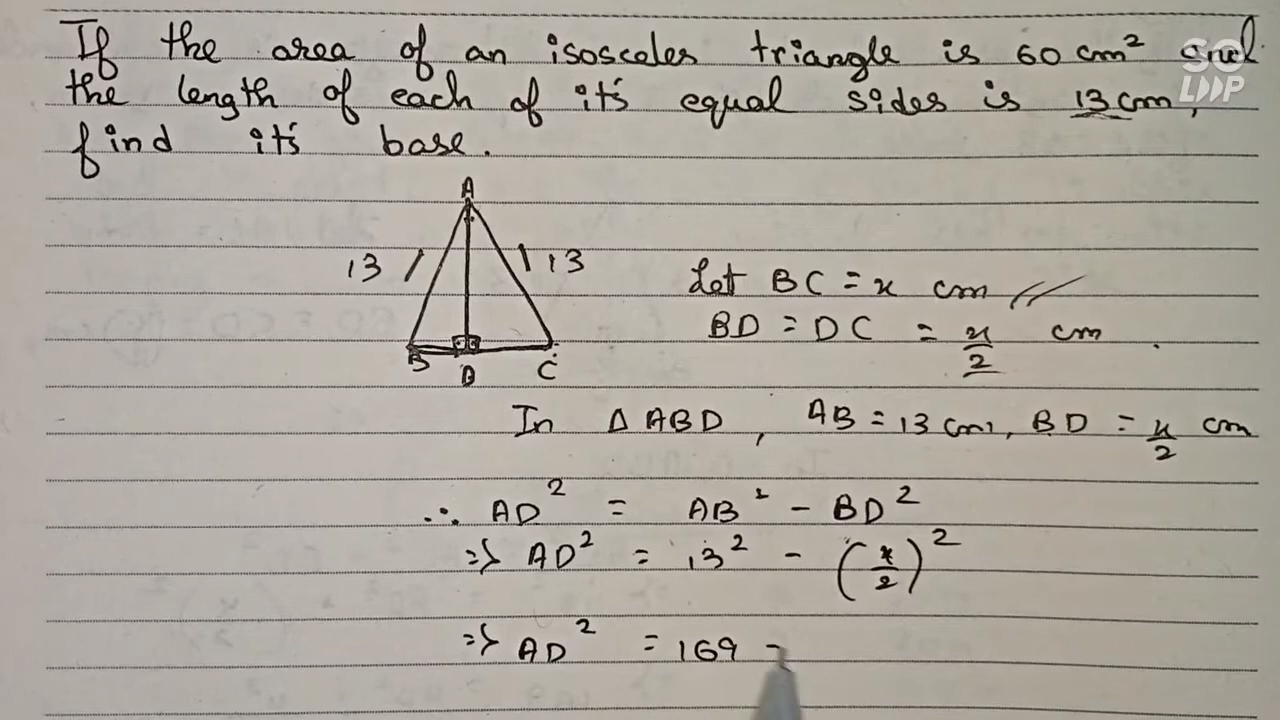 If the area of an isosceles triangle is 60 cm² and
the length of each of it's equal sides is 13 cm,
find it's base.
SO LOOP
A
13 13
B D C
Let BC = x cm
BD = DC = x/2 cm
In Δ ABD, AB = 13 cm, BD = x/2 cm
∴ AD² = AB² - BD²
=> AD² = 13² - (x/2)²
=> AD² = 169 -